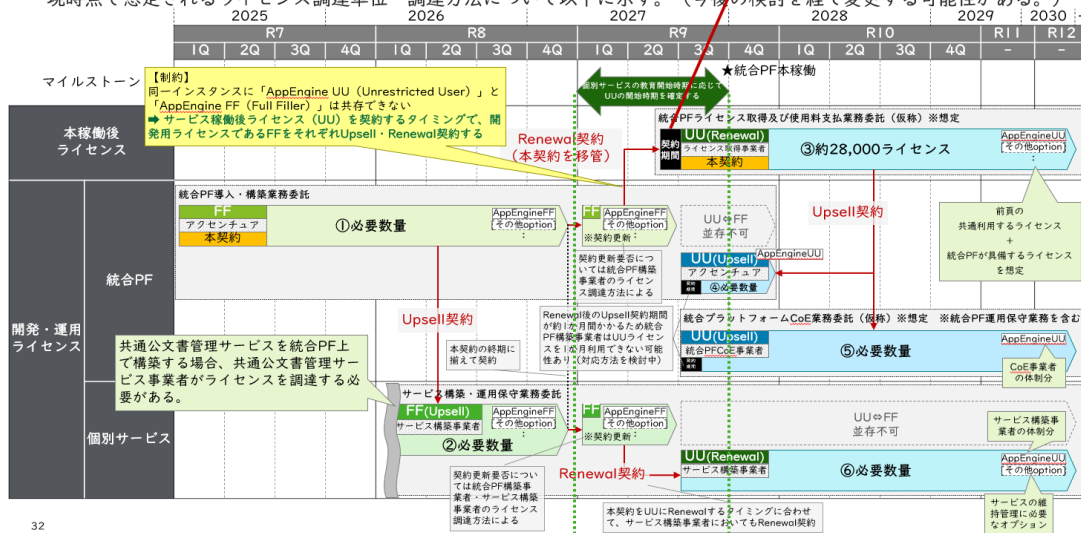 現時点で想定されるライセンス調達単位・調達方法について以下に示す。（今後の検討を経て変更する可能性がある。）
2025
2026
2027
2028
2029
2030
R7
R8
R9
R10
R11
R12
1Q
2Q
3Q
4Q
1Q
2Q
3Q
4Q
1Q
2Q
3Q
4Q
1Q
2Q
3Q
4Q
-
-
マイルストーン
【制約】
同一インスタンスに「AppEngine UU（Unrestricted User）」と
「AppEngine FF（Full Filler）」は共存できない
➡ サービス稼働後ライセンス（UU）を契約するタイミングで、開
発用ライセンスであるFFをそれぞれUpsell・Renewal契約する
個別サービスの教育開始時期に応じて
UUの開始時期を確定する
★統合PF本稼働
本稼働後
ライセンス
Renewal契約
（本契約を移管）
統合PFライセンス取得及び使用料支払業務委託（仮称）※想定
契約
期間
UU(Renewal)
ライセンス取得事業者
本契約
③約28,000ライセンス
AppEngineUU
[その他option]
:
開発・運用
ライセンス
統合PF
統合PF導入・構築業務委託
FF
アクセンチュア
本契約
①必要数量
AppEngineFF
[その他option]
:
FF
AppEngineFF
[その他option]
:
※契約更新
UU⇔FF
並存不可
Upsell契約
前頁の
共通利用するライセンス
+
統合PFが具備するライセンス
を想定
契約更新要否につ
いては統合PF構築
事業者のライセン
ス調達方法による
UU(Upsell)
アクセンチュア
契約
期間
④必要数量
AppEngineUU
Upsell契約
Renewal後のUpsell契約期間
が約1か月間かかるため統合
PF構築事業者はUUライセン
スを1か月利用できない可能
性あり（対応方法を検討中）
本契約の終期に
揃えて契約
統合プラットフォームCoE業務委託（仮称）※想定　※統合PF運用保守業務を含む
UU(Upsell)
統合PFCoE事業者
契約
期間
⑤必要数量
AppEngineUU
CoE事業者
の体制分
共通公文書管理サービスを統合PF上
で構築する場合、共通公文書管理サー
ビス事業者がライセンスを調達する必
要がある。
個別サービス
サービス構築・運用保守業務委託
FF(Upsell)
サービス構築事業者
②必要数量
AppEngineFF
[その他option]
:
FF
AppEngineFF
[その他option]
:
※契約更新
UU⇔FF
並存不可
サービス構築事
業者の体制分
契約更新要否につい
ては統合PF構築事
業者・サービス構築
事業者のライセンス
調達方法による
Renewal契約
UU(Renewal)
サービス構築事業者
⑥必要数量
AppEngineUU
[その他option]
:
本契約をUUにRenewalするタイミングに合わせ
て、サービス構築事業者においてもRenewal契約
サービスの維
持管理に必要
なオプション
32